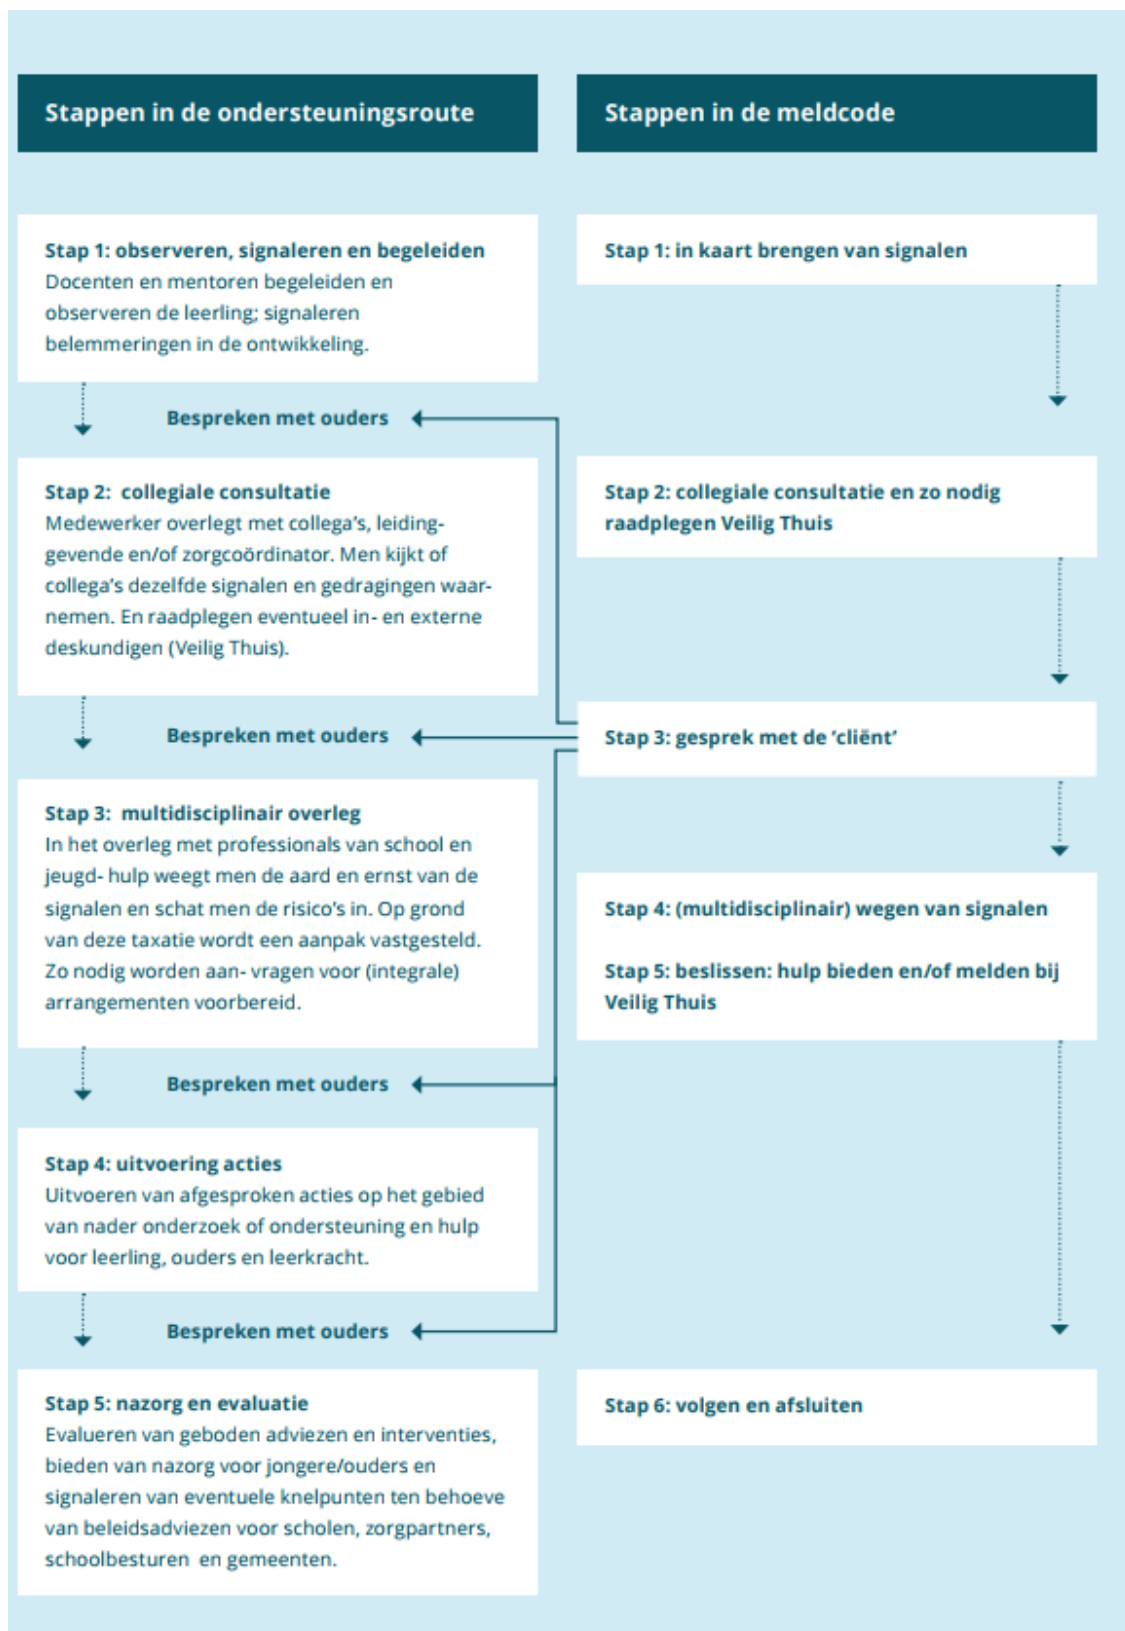 Stappen in de ondersteuningsroute
Stap 1: observeren, signaleren en begeleiden
Docenten en mentoren begeleiden en
observeren de leerling; signaleren
belemmeringen in de ontwikkeling.
Bespreken met ouders
Stap 2:  collegiale consultatie
Medewerker overlegt met collega's, leiding-
gevende en/of zorgcoördinator. Men kijkt of
collega's dezelfde signalen en gedragingen waar-
nemen. En raadplegen eventueel in- en externe
deskundigen (Veilig Thuis).
Bespreken met ouders
Stap 3:  multidisciplinair overleg
In het overleg met professionals van school en
jeugd- hulp weegt men de aard en ernst van de
signalen en schat men de risico's in. Op grond
van deze taxatie wordt een aanpak vastgesteld.
Zo nodig worden aan- vragen voor (integrale)
arrangementen voorbereid.
Bespreken met ouders
Stap 4: uitvoering acties
Uitvoeren van afgesproken acties op het gebied
van nader onderzoek of ondersteuning en hulp
voor leerling, ouders en leerkracht.
Bespreken met ouders
Stap 5: nazorg en evaluatie
Evalueren van geboden adviezen en interventies,
bieden van nazorg voor jongere/ouders en
signaleren van eventuele knelpunten ten behoeve
van beleidsadviezen voor scholen, zorgpartners,
schoolbesturen  en gemeenten.
Stappen in de meldcode
Stap 1: in kaart brengen van signalen
Stap 2: collegiale consultatie en zo nodig
raadplegen Veilig Thuis
Stap 3: gesprek met de 'cliënt'
Stap 4: (multidisciplinair) wegen van signalen
Stap 5: beslissen: hulp bieden en/of melden bij
Veilig Thuis
Stap 6: volgen en afsluiten